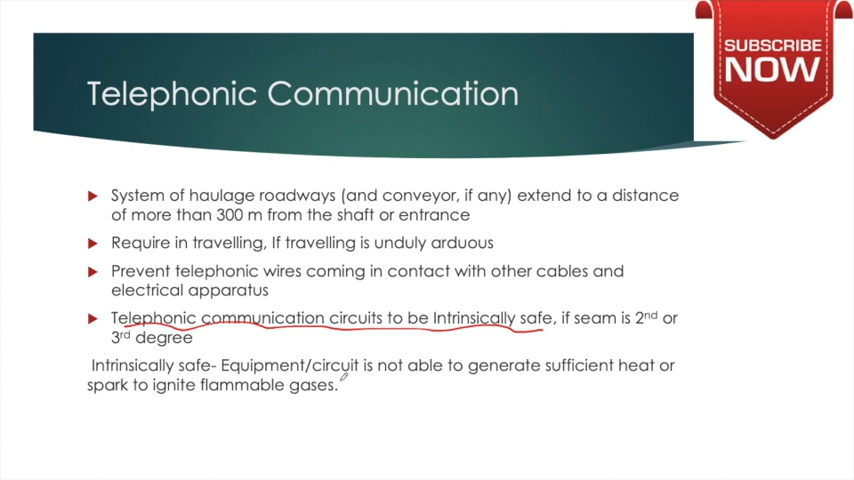 SUBSCRIBE
NOW
Telephonic Communication
System of haulage roadways (and conveyor, if any) extend to a distance
of more than 300 m from the shaft or entrance
Require in travelling, If travelling is unduly arduous
Prevent telephonic wires coming in contact with other cables and
electrical apparatus
Telephonic communication circuits to be Intrinsically safe, if seam is 2nd or
3rd degree
Intrinsically safe- Equipment/circuit is not able to generate sufficient heat or
spark to ignite flammable gases.